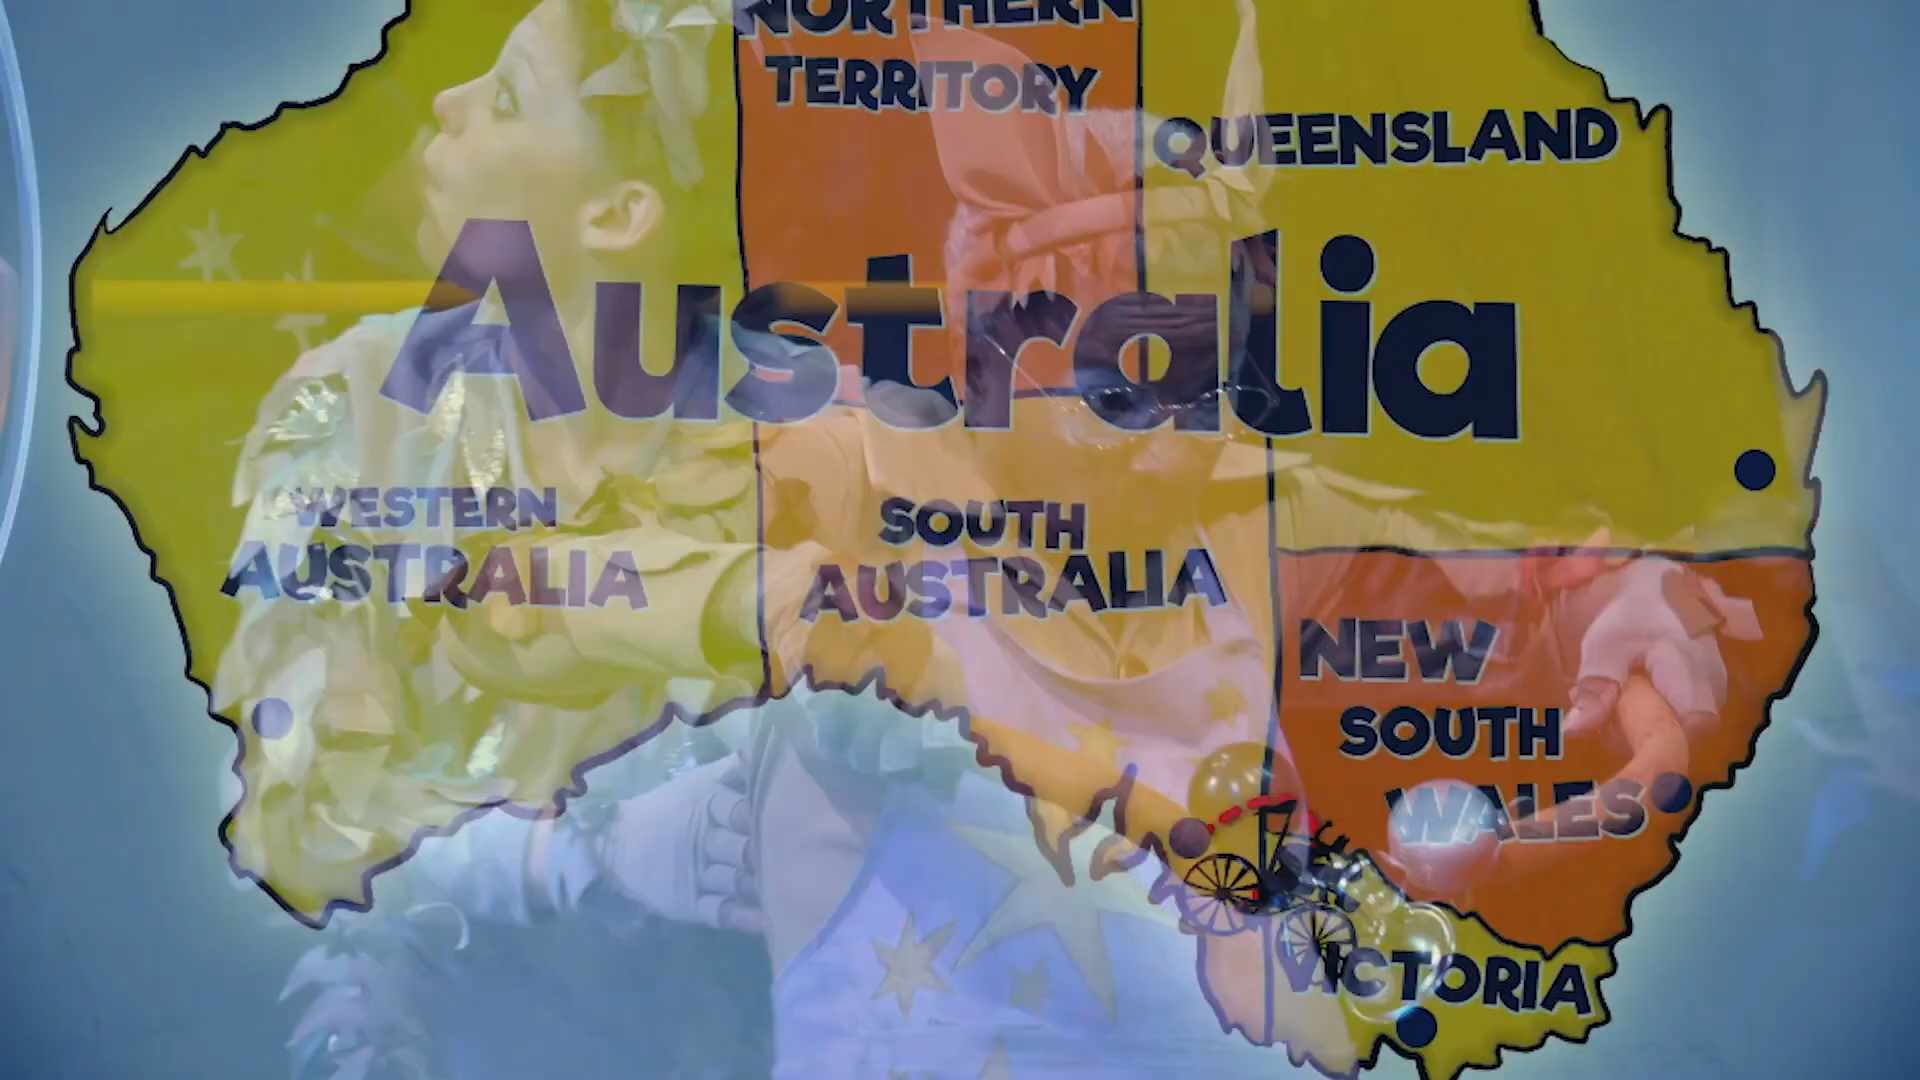 NORTHERN
TERRITORY
QUEENSLAND
Australia
WESTERN
AUSTRALIA
SOUTH
AUSTRALIA
NEW
SOUTH
WALES
VICTORIA